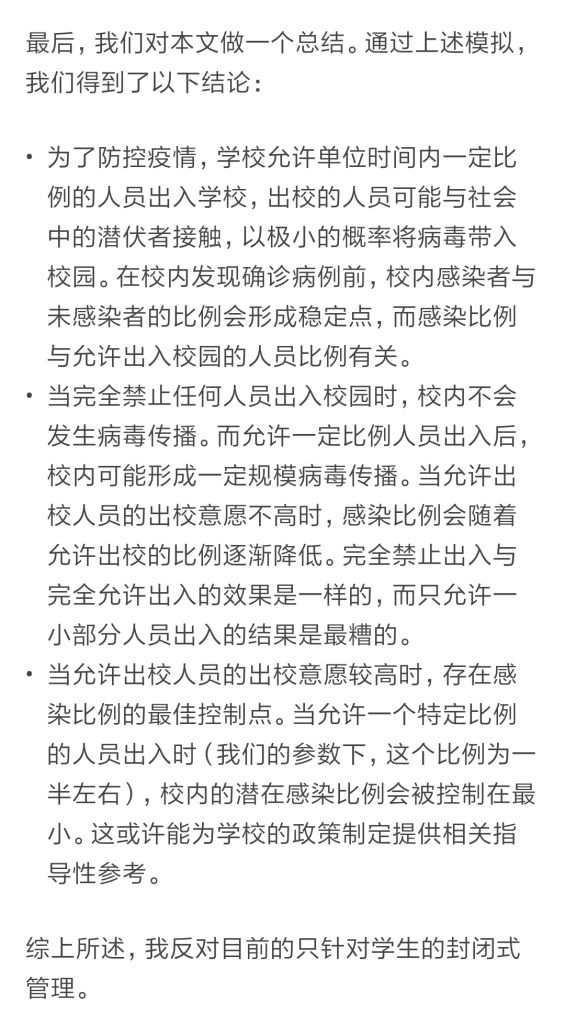 最后，我们对本文做一个总结。通过上述模拟，
我们得到了以下结论：
• 为了防控疫情，学校允许单位时间内一定比
例的人员出入学校，出校的人员可能与社会
中的潜伏者接触，以极小的概率将病毒带入
校园。在校内发现确诊病例前，校内感染者与
未感染者的比例会形成稳定点，而感染比例
与允许出入校园的人员比例有关。
• 当完全禁止任何人员出入校园时，校内不会
发生病毒传播。而允许一定比例人员出入后，
校内可能形成一定规模病毒传播。当允许出
校人员的出校意愿不高时，感染比例会随着
允许出校的比例逐渐降低。完全禁止出入与
完全允许出入的效果是一样的，而只允许一
小部分人员出入的结果是最糟的。
• 当允许出校人员的出校意愿较高时，存在感
染比例的最佳控制点。当允许一个特定比例
的人员出入时（我们的参数下，这个比例为一
半左右），校内的潜在感染比例会被控制在最
小。这或许能为学校的政策制定提供相关指
导性参考。
综上所述，我反对目前的只针对学生的封闭式
管理。